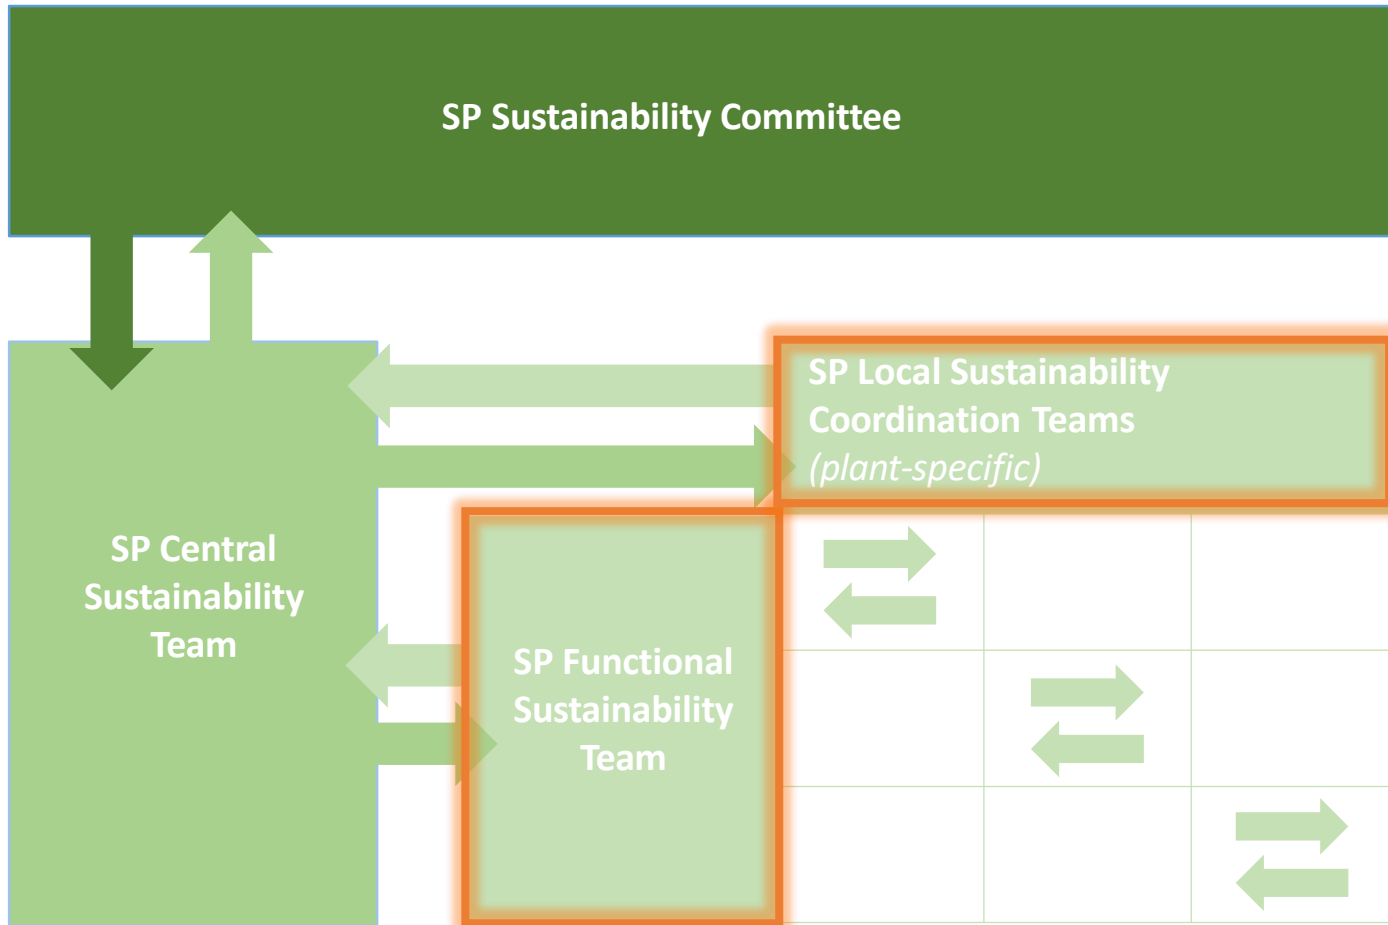 SP Sustainability Committee
SP Local Sustainability
Coordination Teams
(plant-specific)
SP Central
Sustainability
Team
SP Functional
Sustainability
Team